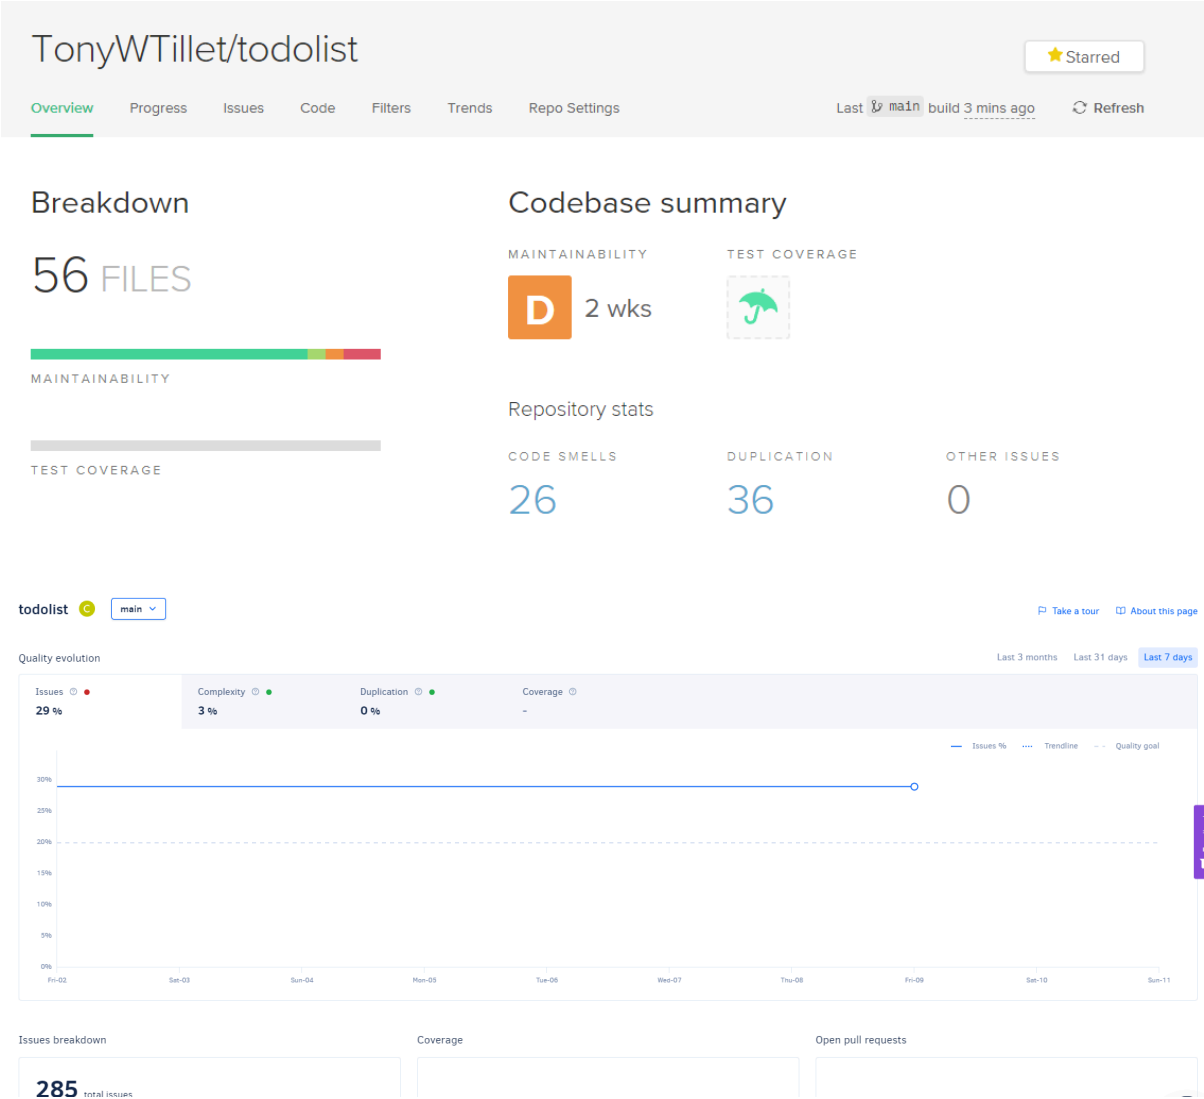 TonyWTillet/todolist
Starred
Overview Progress Issues Code Filters Trends Repo Settings Last main build 3 mins ago Refresh
Breakdown
56 FILES
MAINTAINABILITY
TEST COVERAGE
Codebase summary
MAINTAINABILITY TEST COVERAGE
D 2 wks
Repository stats
CODE SMELLS DUPLICATION OTHER ISSUES
26 36 0
todolist C main Take a tour About this page
Quality evolution Last 3 months Last 31 days Last 7 days
Issues Complexity Duplication Coverage
29 % 3 % 0 % -
Issues % Trendline Quality goal
30%
25%
20%
15%
10%
5%
0%
Fri-02 Sat-03 Sun-04 Mon-05 Tue-06 Wed-07 Thu-08 Fri-09 Sat-10 Sun-11
Issues breakdown Coverage Open pull requests
285 total issues